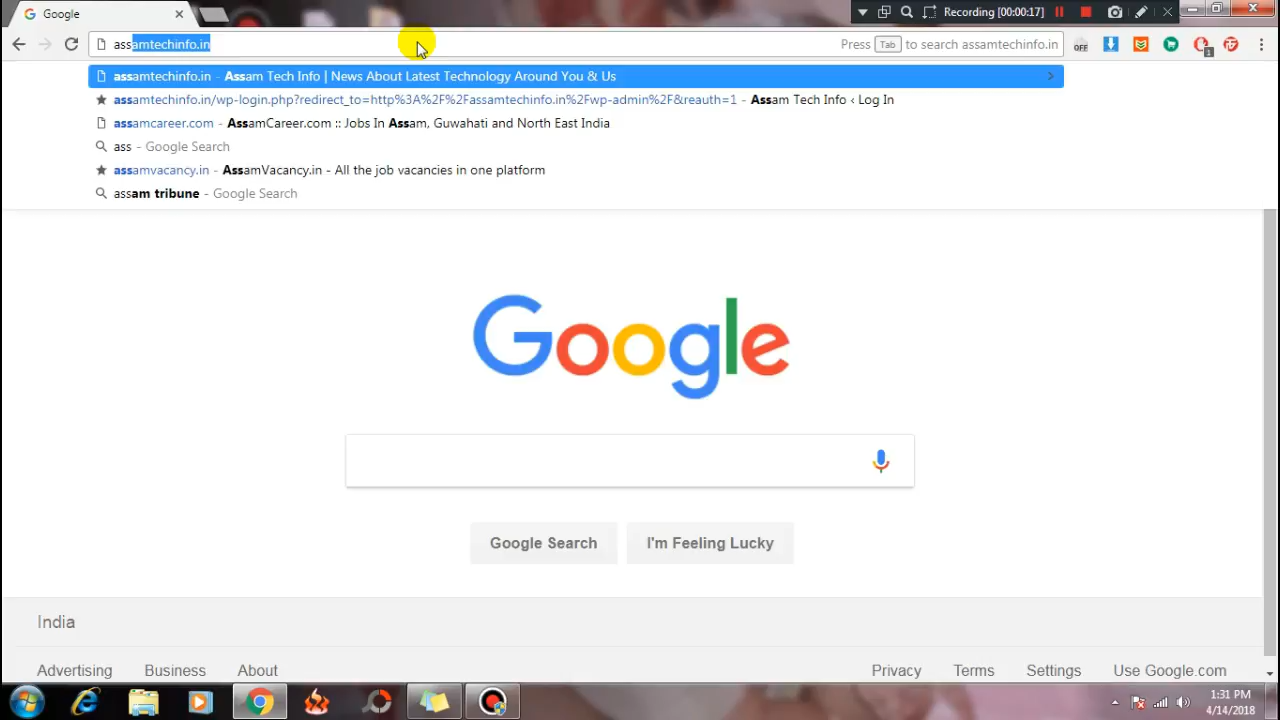 Google
Recording [00:00:17]
assamtechinfo.in
Press Tab to search assamtechinfo.in
OFF
1
assamtechinfo.in - Assam Tech Info | News About Latest Technology Around You & Us
assamtechinfo.in/wp-login.php?redirect_to=http%3A%2F%2Fassamtechinfo.in%2Fwp-admin%2F&reauth=1 - Assam Tech Info ‹ Log In
assamcareer.com - AssamCareer.com :: Jobs In Assam, Guwahati and North East India
ass - Google Search
assamvacancy.in - AssamVacancy.in - All the job vacancies in one platform
assam tribune - Google Search
Google
Google Search
I'm Feeling Lucky
India
Advertising Business About
Privacy Terms Settings Use Google.com
1:31 PM
4/14/2018